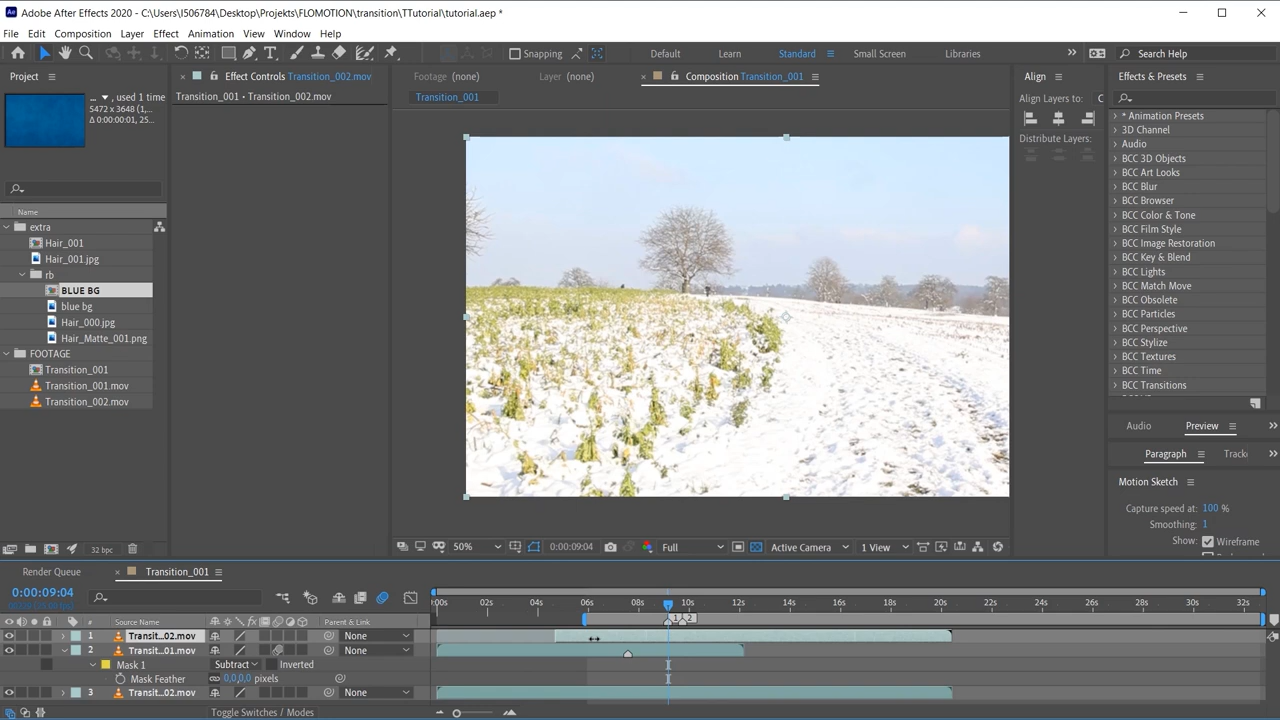 Adobe After Effects 2020 - C:\Users\I506784\Desktop\Projekts\FLOMOTION\transition\TTutorial\tutorial.aep *
File Edit Composition Layer Effect Animation View Window Help
Snapping Default Learn Standard Small Screen Libraries Search Help
Project
Effect Controls Transition_002.mov
Footage (none)
Layer (none)
Composition Transition_001
Align
Effects & Presets
... , used 1 time
5472 x 3648 (1,...
Δ 0:00:00:01, 25...
Transition_001 • Transition_002.mov
Transition_001
Align Layers to:
Distribute Layers:
Name
extra
Hair_001
Hair_001.jpg
rb
BLUE BG
blue bg
Hair_000.jpg
Hair_Matte_001.png
FOOTAGE
Transition_001
Transition_001.mov
Transition_002.mov
32 bpc
* Animation Presets
3D Channel
Audio
BCC 3D Objects
BCC Art Looks
BCC Blur
BCC Browser
BCC Color & Tone
BCC Film Style
BCC Image Restoration
BCC Key & Blend
BCC Lights
BCC Match Move
BCC Obsolete
BCC Particles
BCC Perspective
BCC Stylize
BCC Textures
BCC Time
BCC Transitions
Audio Preview
Paragraph
Motion Sketch
Capture speed at: 100 %
Smoothing: 1
Show: Wireframe
50% 0:00:09:04 Full Active Camera 1 View
Render Queue Transition_001
0:00:09:04
:00s 02s 04s 06s 08s 10s 12s 14s 16s 18s 20s 22s 24s 26s 28s 30s 32s
1 2
# Source Name Parent & Link
1 Transit...02.mov None
2 Transit...01.mov None
Mask 1 Subtract Inverted
Mask Feather 0,0,0,0 pixels
3 Transit...02.mov None
Toggle Switches / Modes